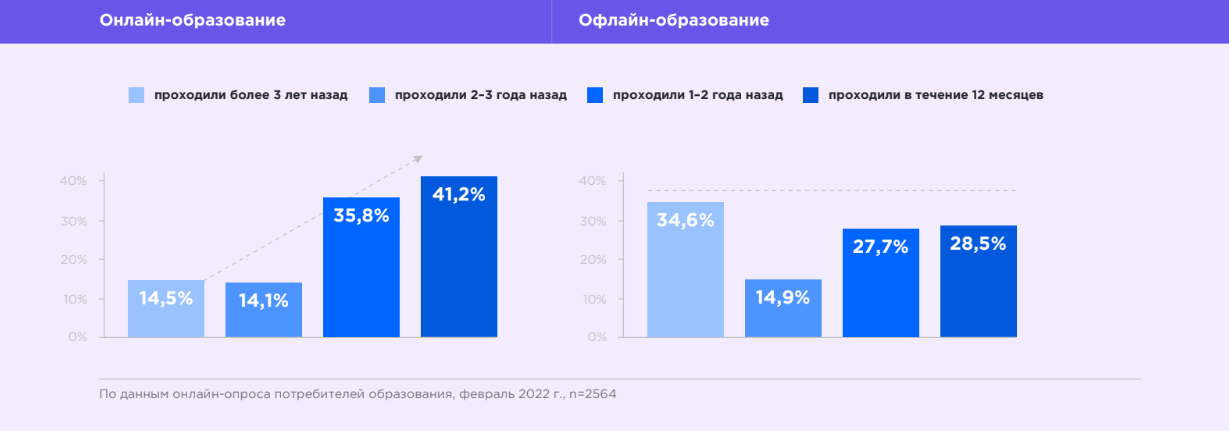 Онлайн-образование
Офлайн-образование
проходили более 3 лет назад
проходили 2–3 года назад
проходили 1–2 года назад
проходили в течение 12 месяцев
40%
30%
20%
10%
0%
14,5%
14,1%
35,8%
41,2%
40%
30%
20%
10%
0%
34,6%
14,9%
27,7%
28,5%
По данным онлайн-опроса потребителей образования, февраль 2022 г., n=2564